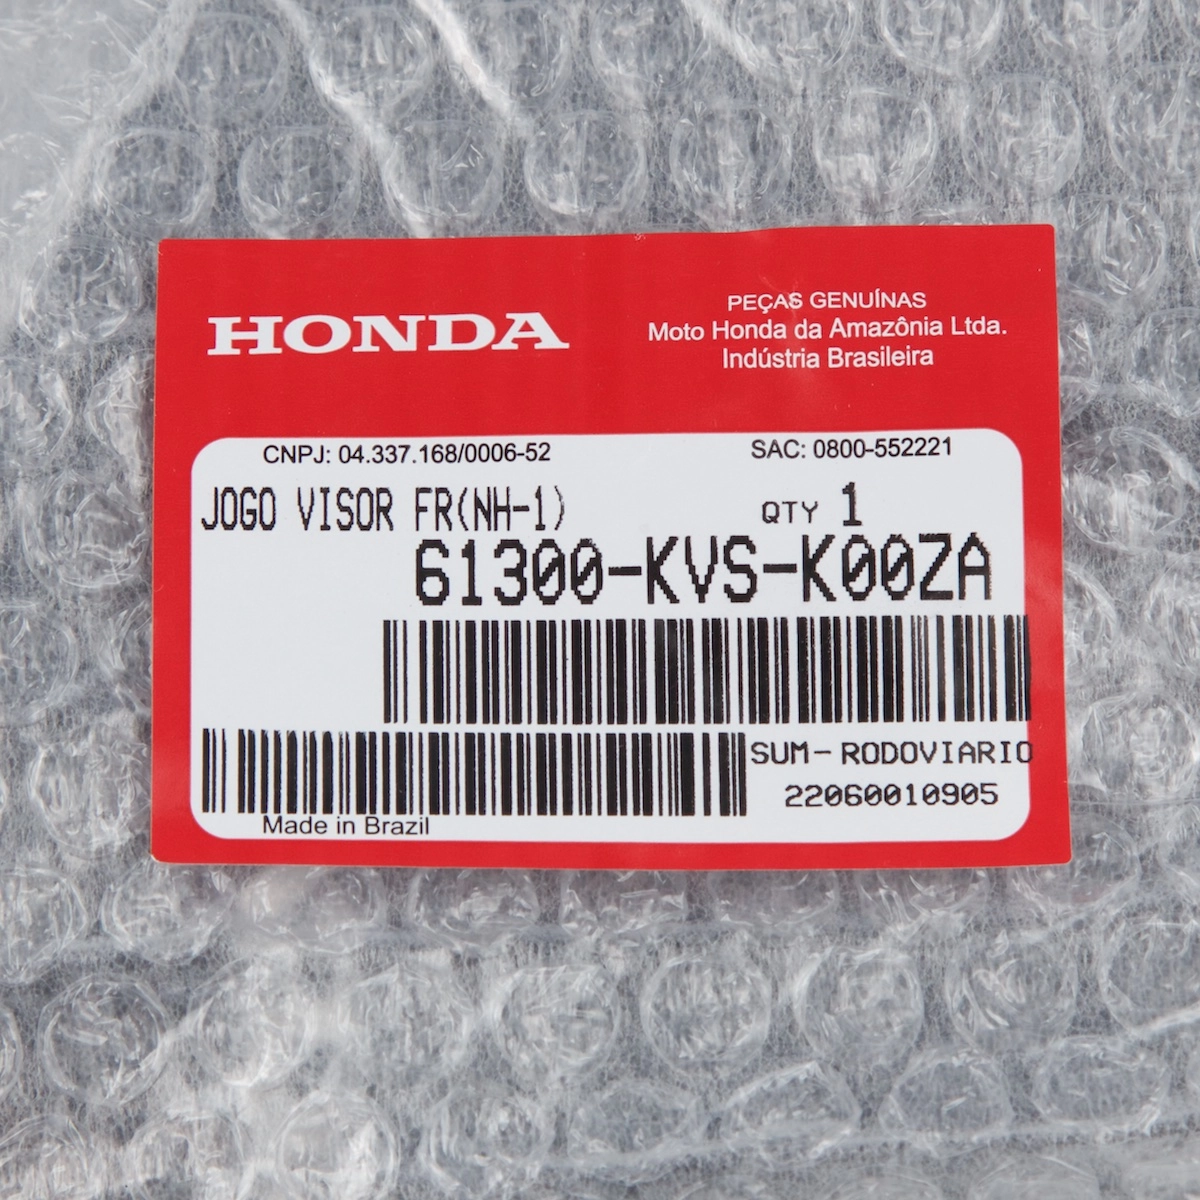 HONDA
PEÇAS GENUÍNAS
Moto Honda da Amazônia Ltda.
Indústria Brasileira
CNPJ: 04.337.168/0006-52
SAC: 0800-552221
JOGO VISOR FR(NH-1)
QTY 1
61300-KVS-K00ZA
SUM-RODOVIARIO
22060010905
Made in Brazil